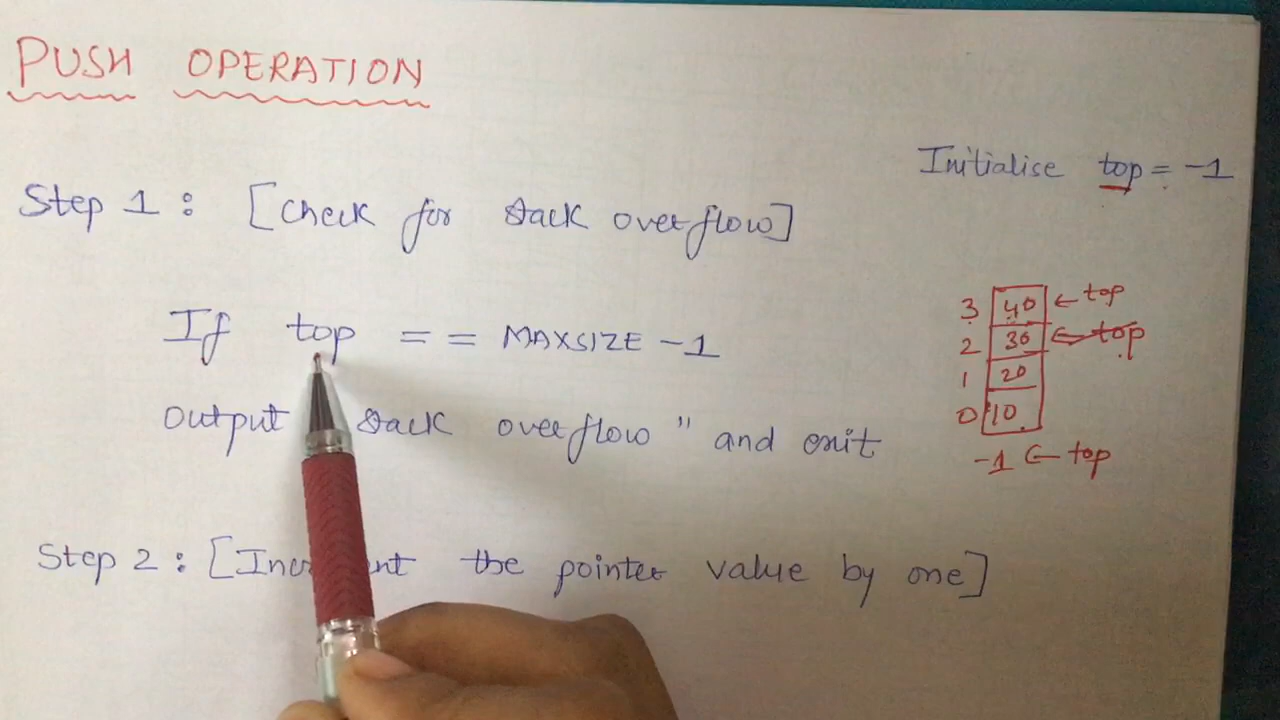 PUSH OPERATION
Initialise top = -1
Step 1 : [Check for stack overflow]
If top == MAXSIZE -1
Output stack overflow" and exit
Step 2 : [ the pointer value by one]
3 40 ← top
2 30 ← top
1 20
0 10
-1 ← top